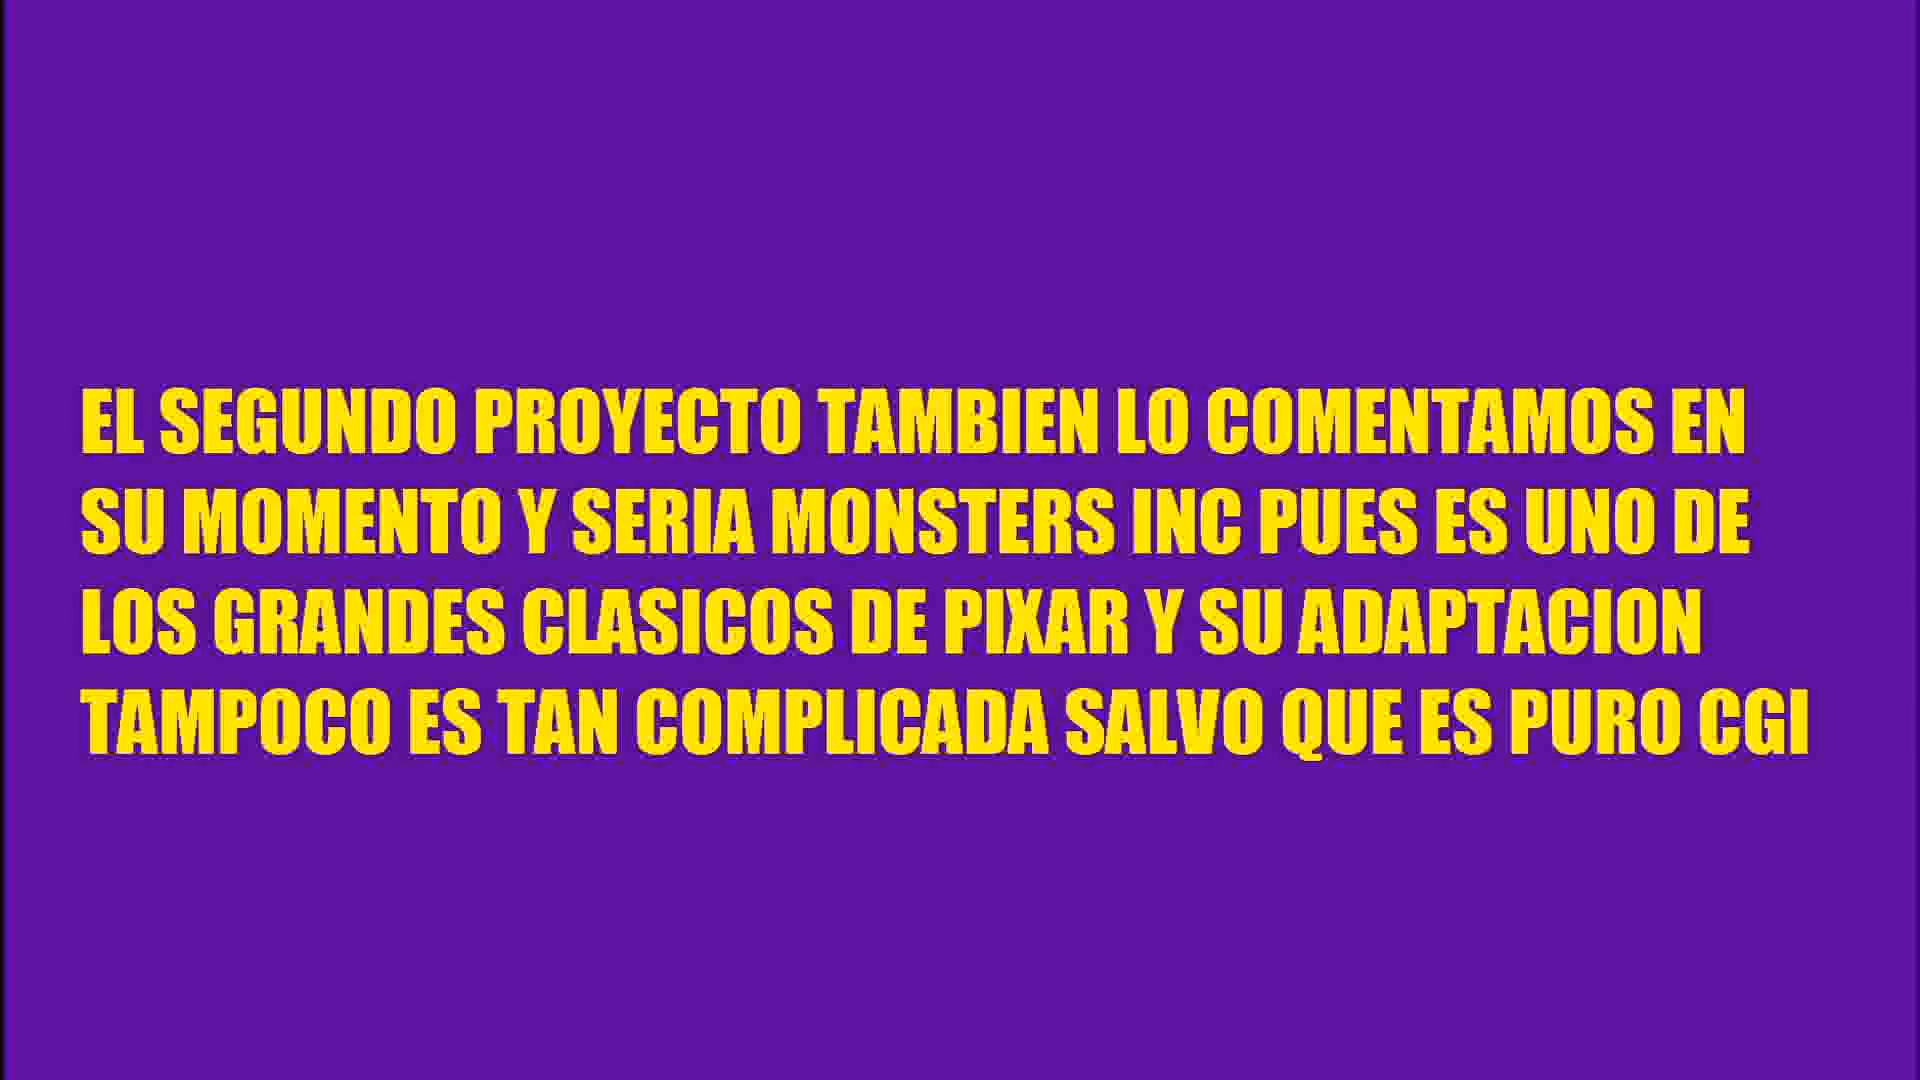 EL SEGUNDO PROYECTO TAMBIEN LO COMENTAMOS EN
SU MOMENTO Y SERIA MONSTERS INC PUES ES UNO DE
LOS GRANDES CLASICOS DE PIXAR Y SU ADAPTACION
TAMPOCO ES TAN COMPLICADA SALVO QUE ES PURO CGI